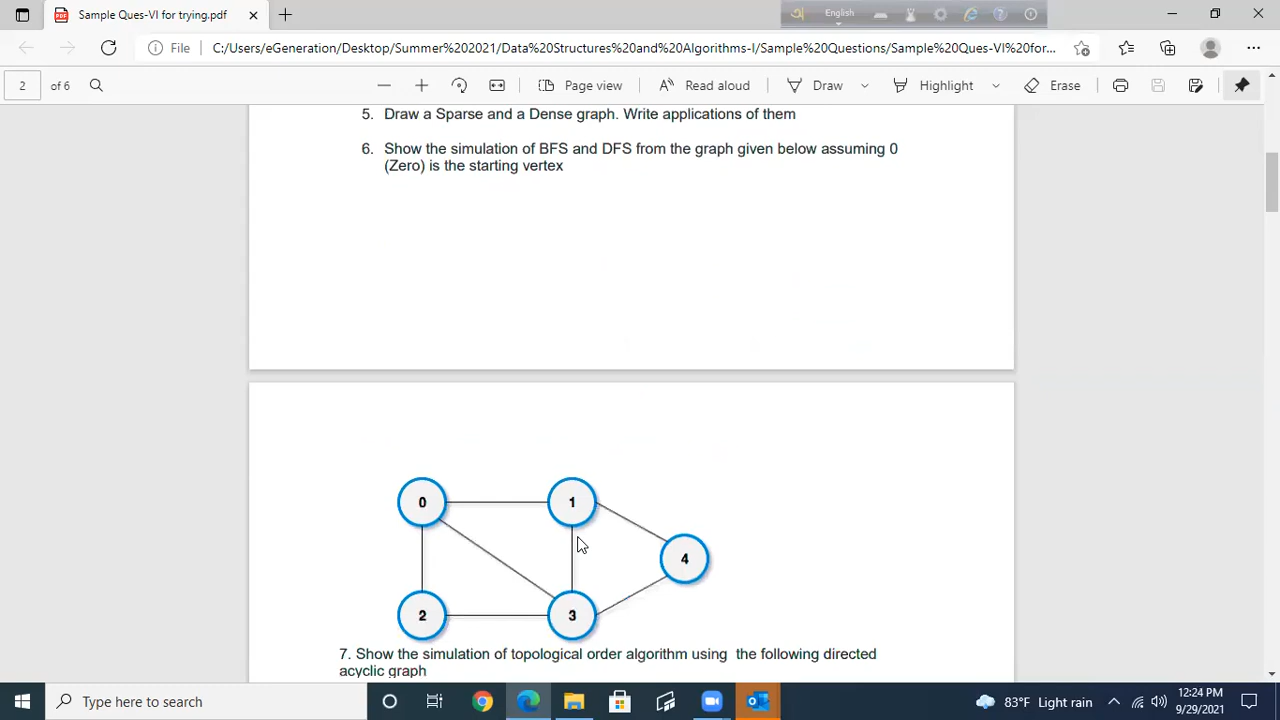 Sample Ques-VI for trying.pdf
English
File
C:/Users/eGeneration/Desktop/Summer%202021/Data%20Structures%20and%20Algorithms-I/Sample%20Questions/Sample%20Ques-VI%20for...
2 of 6
Page view
Read aloud
Draw
Highlight
Erase
5. Draw a Sparse and a Dense graph. Write applications of them
6. Show the simulation of BFS and DFS from the graph given below assuming 0
(Zero) is the starting vertex
0 1
4
2 3
7. Show the simulation of topological order algorithm using the following directed
acyclic graph
Type here to search
83°F Light rain
12:24 PM
9/29/2021